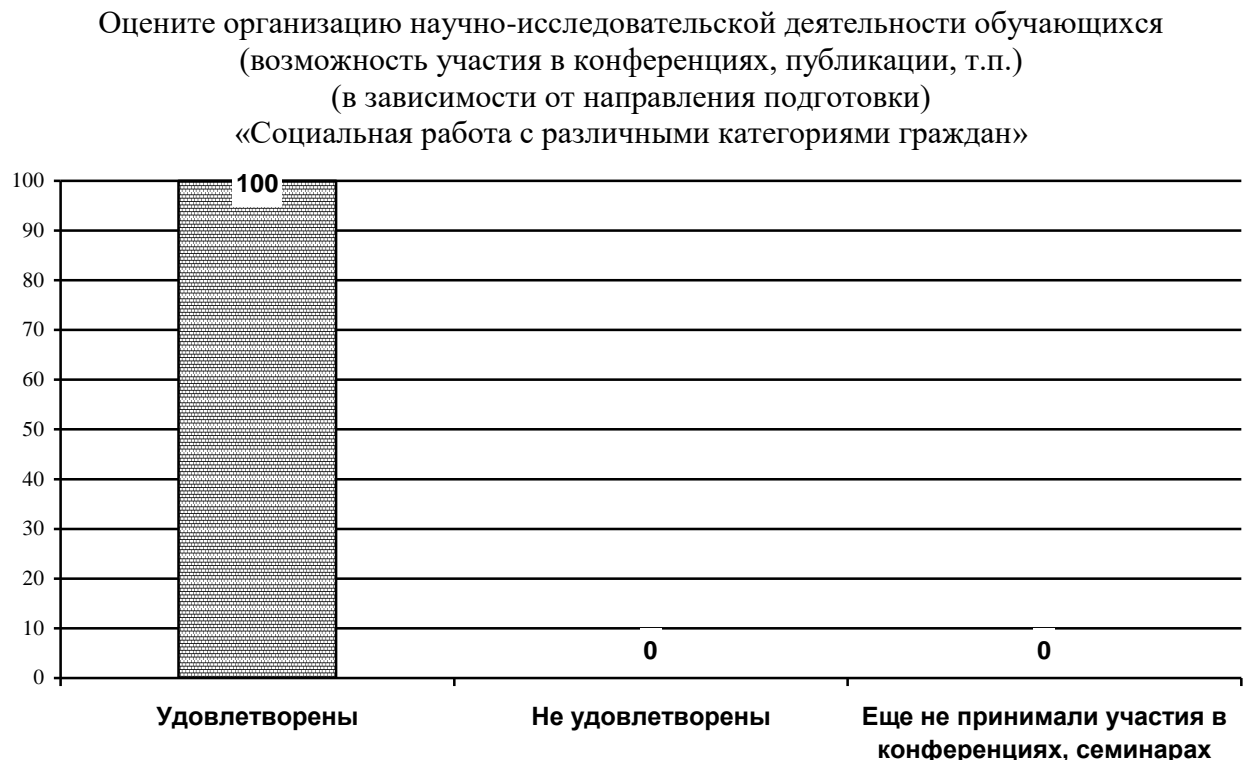 Оцените организацию научно-исследовательской деятельности обучающихся
(возможность участия в конференциях, публикации, т.п.)
(в зависимости от направления подготовки)
«Социальная работа с различными категориями граждан»
100
100
90
80
70
60
50
40
30
20
10
0
0
0
Удовлетворены
Не удовлетворены
Еще не принимали участия в
конференциях, семинарах